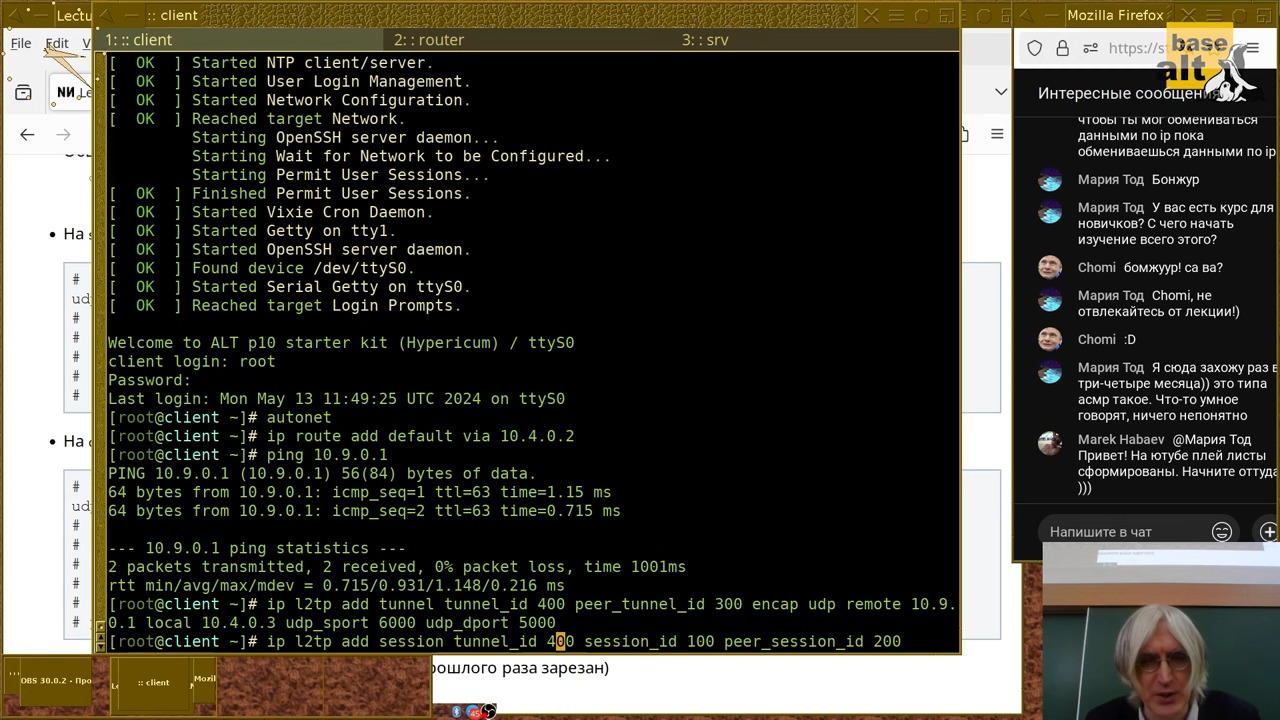 Lectu
:: client
Mozilla Firefox
File Edit V
1: :: client
2: :: router
3: :: srv
https://s
base
alt
Интересные сообщения
чтобы ты мог обмениваться
данными по ip пока
обмениваешься данными по ip
Мария Тод Бонжур
Мария Тод У вас есть курс для
новичков? С чего начать
изучение всего этого?
Chomi бомжуур! са ва?
Мария Тод Chomi, не
отвлекайтесь от лекции!)
Chomi :D
Мария Тод Я сюда захожу раз в
три-четыре месяца)) это типа
асмр такое. Что-то умное
говорят, ничего непонятно
Marek Habaev @Мария Тод
Привет! На ютубе плей листы
сформированы. Начните оттуда
)))
Напишите в чат
[ OK ] Started NTP client/server.
[ OK ] Started User Login Management.
[ OK ] Started Network Configuration.
[ OK ] Reached target Network.
Starting OpenSSH server daemon...
Starting Wait for Network to be Configured...
Starting Permit User Sessions...
[ OK ] Finished Permit User Sessions.
[ OK ] Started Vixie Cron Daemon.
[ OK ] Started Getty on tty1.
[ OK ] Started OpenSSH server daemon.
[ OK ] Found device /dev/ttyS0.
[ OK ] Started Serial Getty on ttyS0.
[ OK ] Reached target Login Prompts.
Welcome to ALT p10 starter kit (Hypericum) / ttyS0
client login: root
Password:
Last login: Mon May 13 11:49:25 UTC 2024 on ttyS0
[root@client ~]# autonet
[root@client ~]# ip route add default via 10.4.0.2
[root@client ~]# ping 10.9.0.1
PING 10.9.0.1 (10.9.0.1) 56(84) bytes of data.
64 bytes from 10.9.0.1: icmp_seq=1 ttl=63 time=1.15 ms
64 bytes from 10.9.0.1: icmp_seq=2 ttl=63 time=0.715 ms
--- 10.9.0.1 ping statistics ---
2 packets transmitted, 2 received, 0% packet loss, time 1001ms
rtt min/avg/max/mdev = 0.715/0.931/1.148/0.216 ms
[root@client ~]# ip l2tp add tunnel tunnel_id 400 peer_tunnel_id 300 encap udp remote 10.9.
0.1 local 10.4.0.3 udp_sport 6000 udp_dport 5000
[root@client ~]# ip l2tp add session tunnel_id 400 session_id 100 peer_session_id 200
• На
#
ud
#
#
#
#
#
• На
#
ud
#
#
#
#
#
ошлого раза зарезан)
DBS 30.0.2 - Про
:: client
Mozil
45